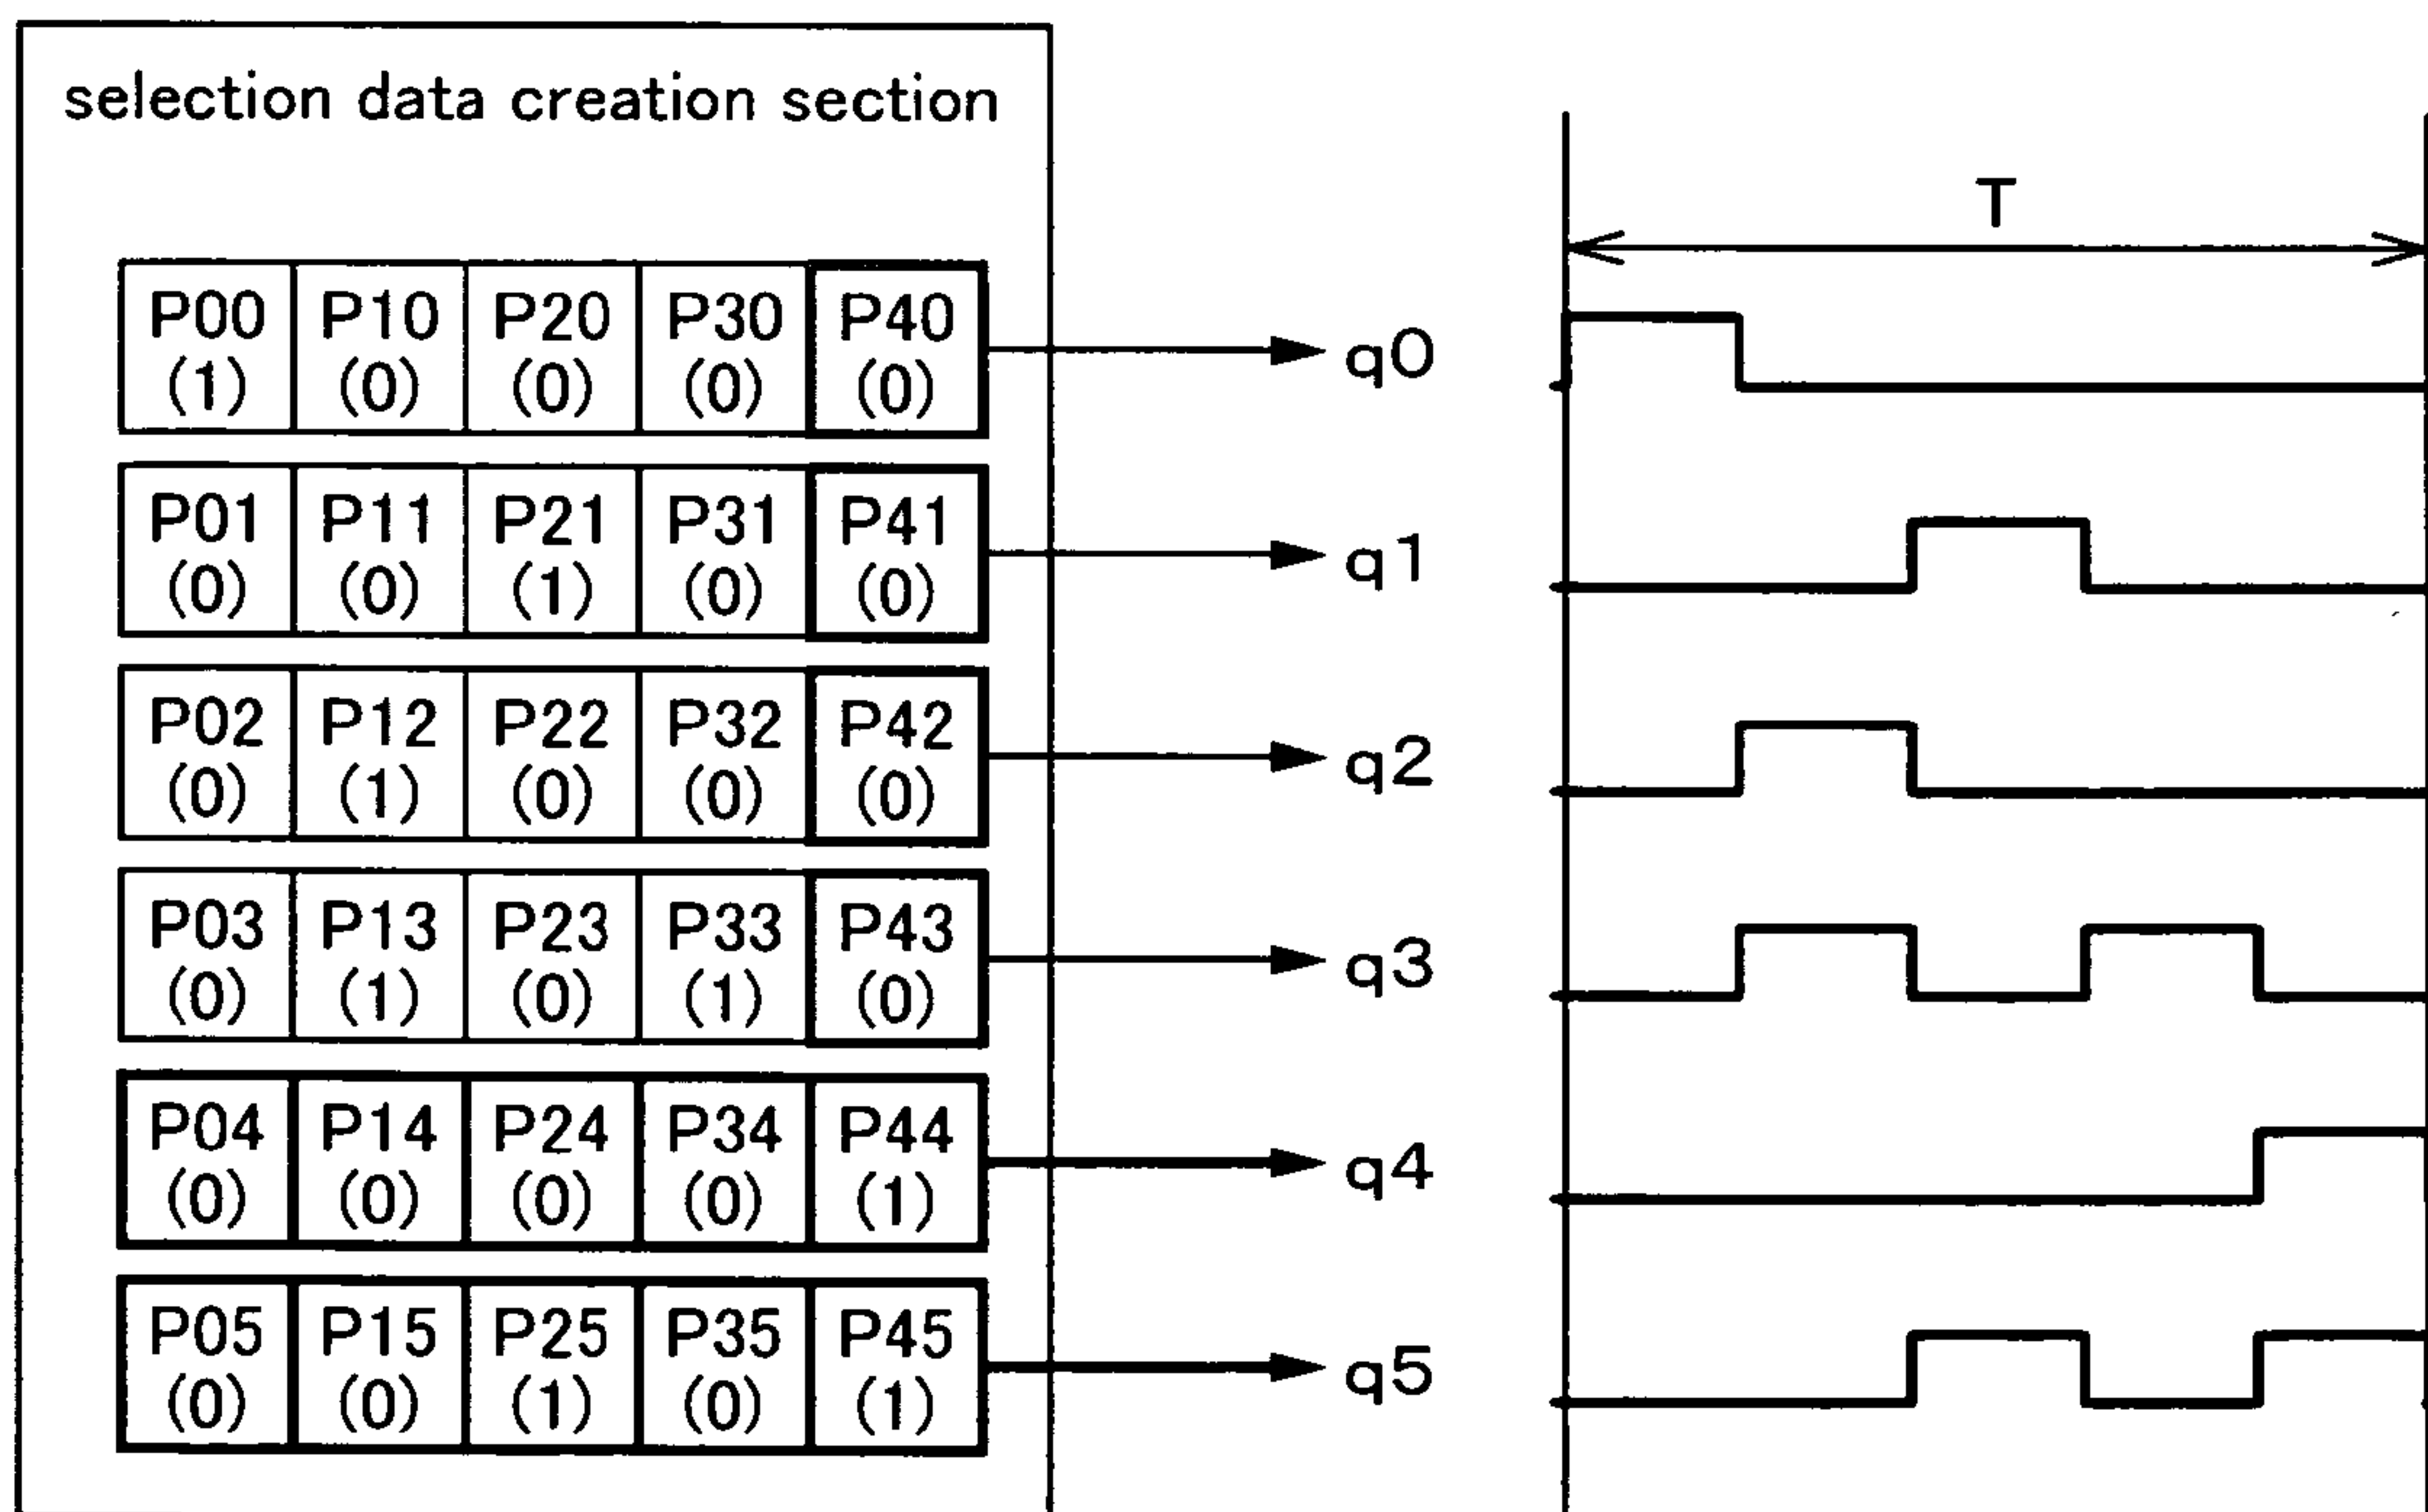 selection data creation section
T
P00 P10 P20 P30 P40
(1) (0) (0) (0) (0)
q0
P01 P11 P21 P31 P41
(0) (0) (1) (0) (0)
q1
P02 P12 P22 P32 P42
(0) (1) (0) (0) (0)
q2
P03 P13 P23 P33 P43
(0) (1) (0) (1) (0)
q3
P04 P14 P24 P34 P44
(0) (0) (0) (0) (1)
q4
P05 P15 P25 P35 P45
(0) (0) (1) (0) (1)
q5